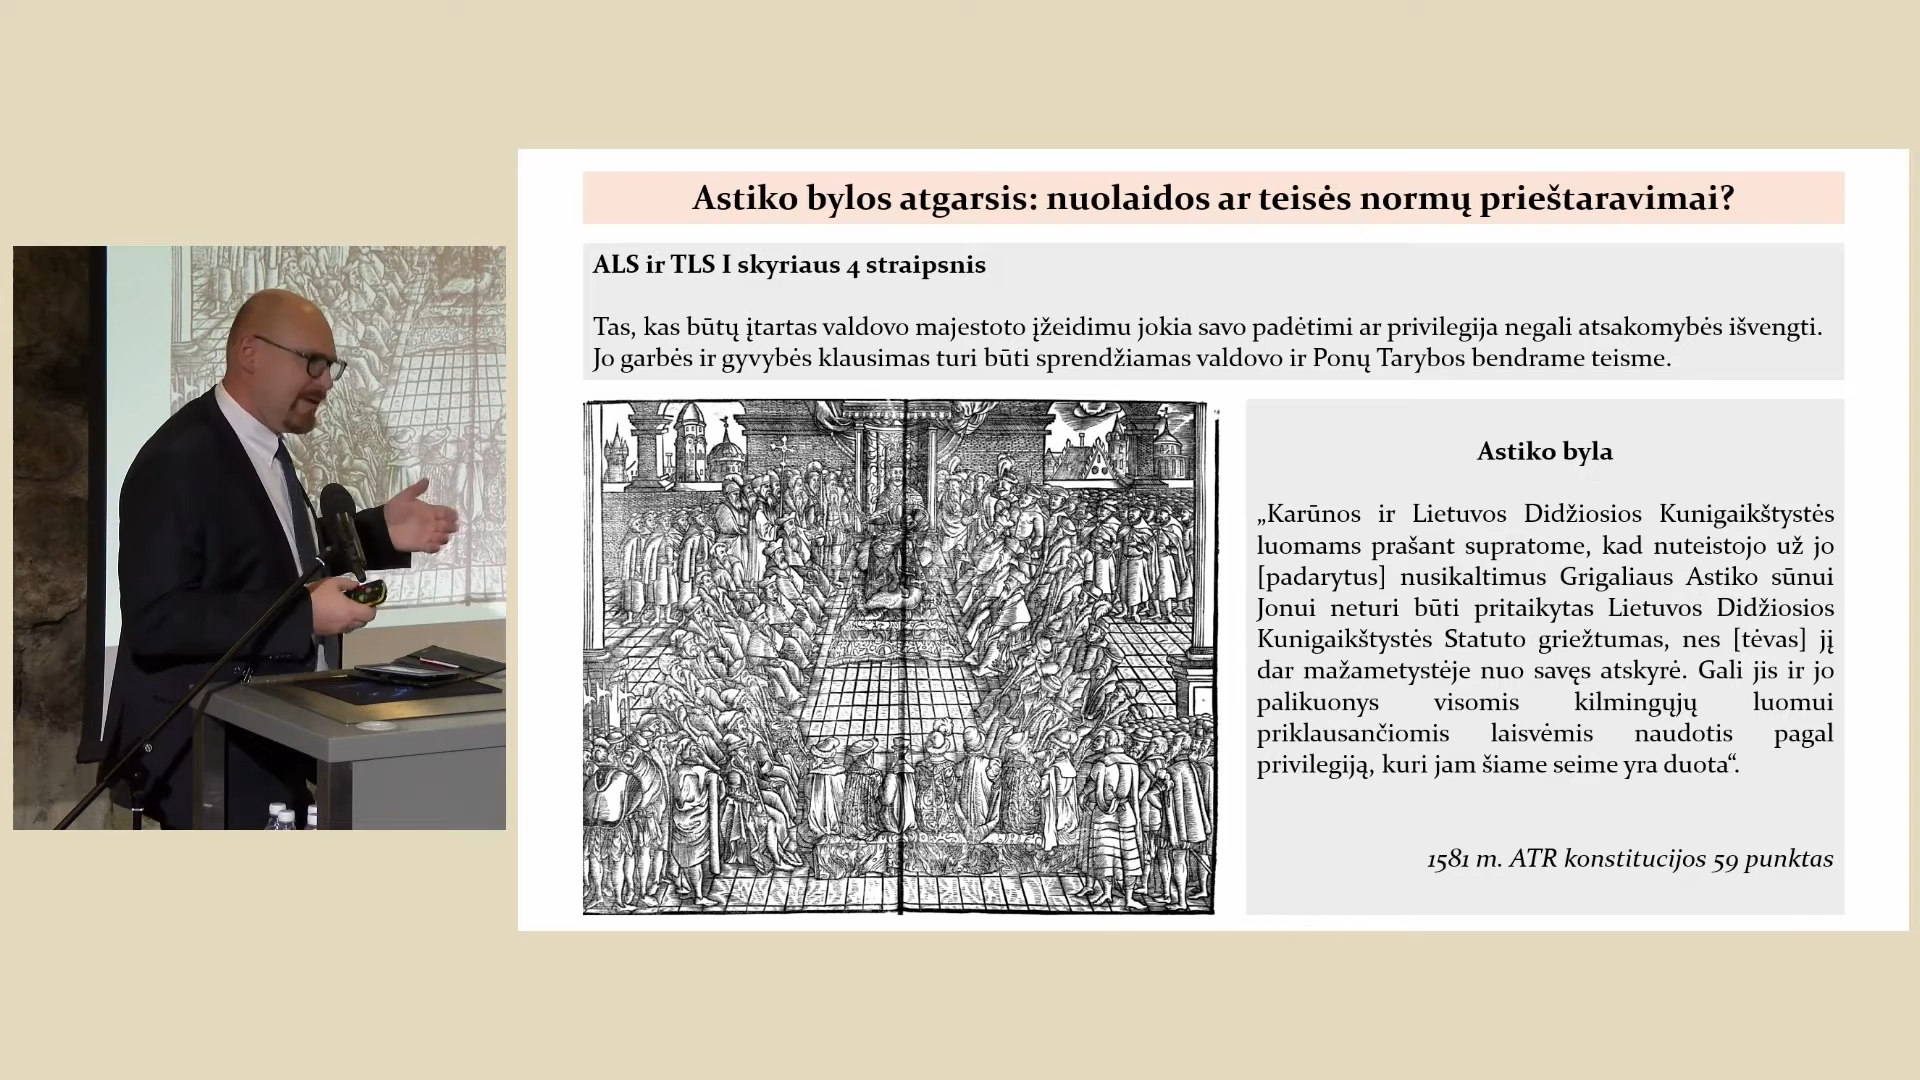 Astiko bylos atgarsis: nuolaidos ar teisės normų prieštaravimai?
ALS ir TLS I skyriaus 4 straipsnis
Tas, kas būtų įtartas valdovo majestoto įžeidimu jokia savo padėtimi ar privilegija negali atsakomybės išvengti.
Jo garbės ir gyvybės klausimas turi būti sprendžiamas valdovo ir Ponų Tarybos bendrame teisme.
Astiko byla
„Karūnos ir Lietuvos Didžiosios Kunigaikštystės
luomams prašant supratome, kad nuteistojo už jo
[padarytus] nusikaltimus Grigaliaus Astiko sūnui
Jonui neturi būti pritaikytas Lietuvos Didžiosios
Kunigaikštystės Statuto griežtumas, nes [tėvas] jį
dar mažametystėje nuo savęs atskyrė. Gali jis ir jo
palikuonys visomis kilmingųjų luomui
priklausančiomis laisvėmis naudotis pagal
privilegiją, kuri jam šiame seime yra duota“.
1581 m. ATR konstitucijos 59 punktas